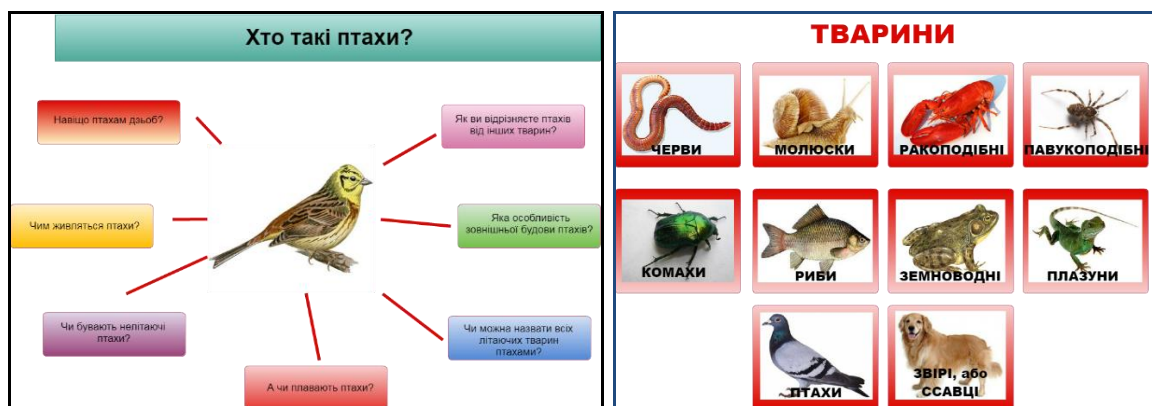 Хто такі птахи?
Навіщо птахам дзьоб?
Як ви відрізняєте птахів
від інших тварин?
Чим живляться птахи?
Яка особливість
зовнішньої будови птахів?
Чи бувають нелітаючі
птахи?
Чи можна назвати всіх
літаючих тварин
птахами?
А чи плавають птахи?
ТВАРИНИ
ЧЕРВИ
МОЛЮСКИ
РАКОПОДІБНІ
ПАВУКОПОДІБНІ
КОМАХИ
РИБИ
ЗЕМНОВОДНІ
ПЛАЗУНИ
ПТАХИ
ЗВІРІ, або
ССАВЦІ